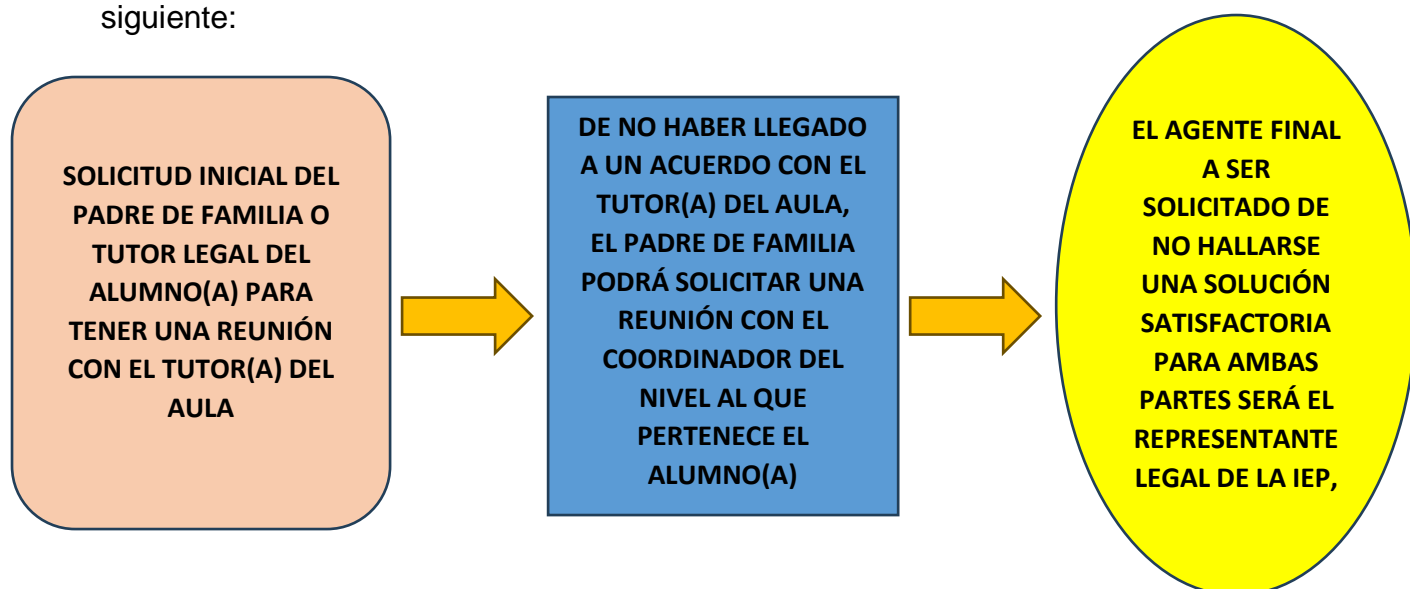 siguiente:
SOLICITUD INICIAL DEL
PADRE DE FAMILIA O
TUTOR LEGAL DEL
ALUMNO(A) PARA
TENER UNA REUNIÓN
CON EL TUTOR(A) DEL
AULA
DE NO HABER LLEGADO
A UN ACUERDO CON EL
TUTOR(A) DEL AULA,
EL PADRE DE FAMILIA
PODRÁ SOLICITAR UNA
REUNIÓN CON EL
COORDINADOR DEL
NIVEL AL QUE
PERTENECE EL
ALUMNO(A)
EL AGENTE FINAL
A SER
SOLICITADO DE
NO HALLARSE
UNA SOLUCIÓN
SATISFACTORIA
PARA AMBAS
PARTES SERÁ EL
REPRESENTANTE
LEGAL DE LA IEP,